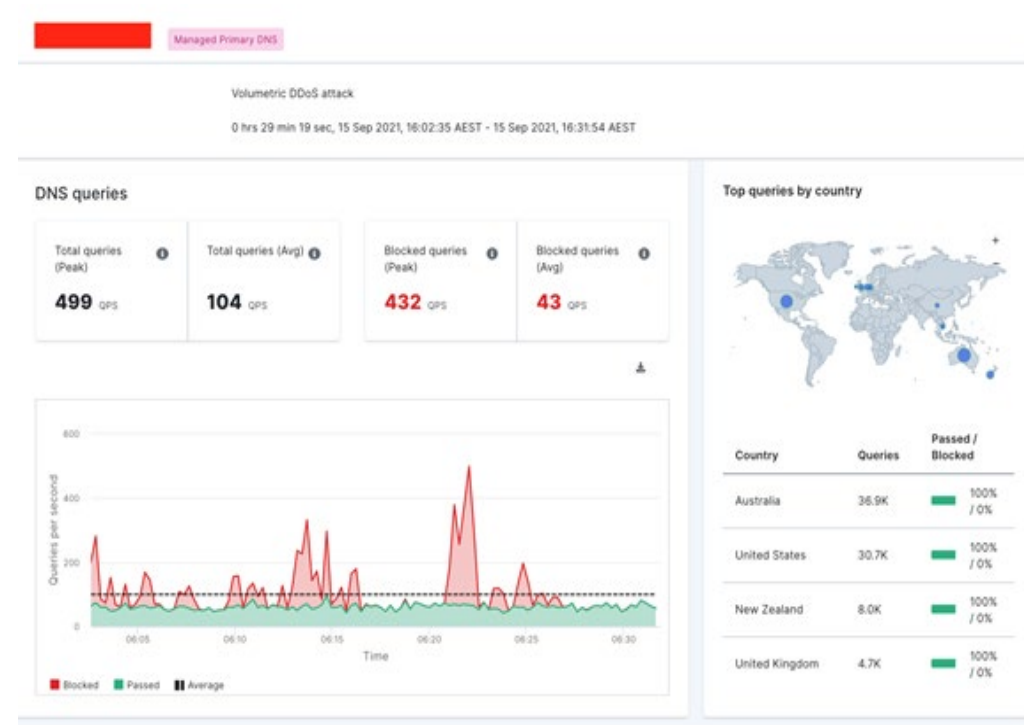 Managed Primary DNS
Volumetric DDoS attack
0 hrs 29 min 19 sec, 15 Sep 2021, 16:02:35 AEST - 15 Sep 2021, 16:31:54 AEST
DNS queries
Total queries
(Peak)
499 QPS
Total queries (Avg)
104 QPS
Blocked queries
(Peak)
432 QPS
Blocked queries
(Avg)
43 QPS
600
400
200
0
Queries per second
06:05
06:10
06:15
06:20
06:25
06:30
Time
Blocked Passed Average
Top queries by country
+
−
Country Queries Passed /
Blocked
Australia 36.9K 100%
/ 0%
United States 30.7K 100%
/ 0%
New Zealand 8.0K 100%
/ 0%
United Kingdom 4.7K 100%
/ 0%